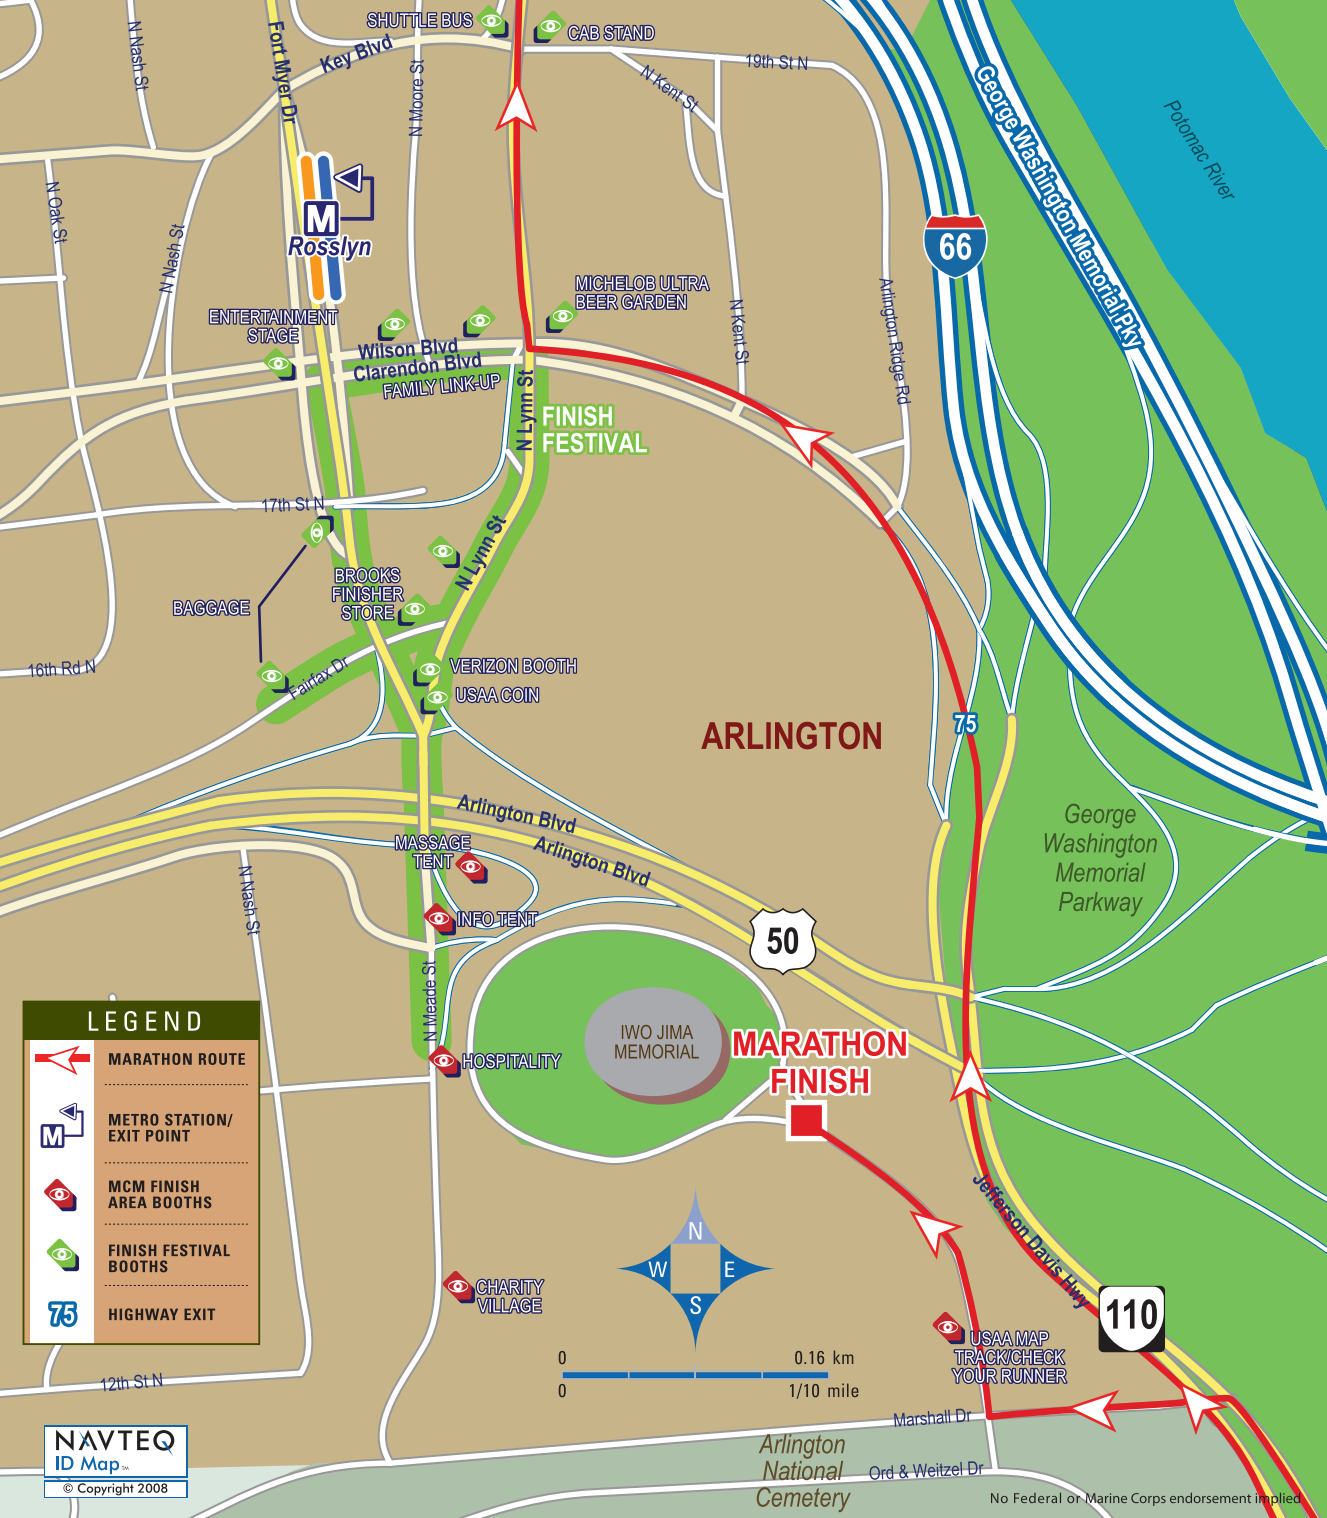 SHUTTLE BUS
CAB STAND
N Nash St
Fort Myer Dr
Key Blvd
N Moore St
19th St N
N Kent St
George Washington Memorial Pky
Potomac River
M
Rosslyn
N Oak St
N Nash St
66
MICHELOB ULTRA
BEER GARDEN
ENTERTAINMENT
STAGE
N Kent St
Arlington Ridge Rd
Wilson Blvd
Clarendon Blvd
FAMILY LINK-UP
N Lynn St
FINISH
FESTIVAL
17th St N
N Lynn St
BROOKS
FINISHER
STORE
BAGGAGE
16th Rd N
Fairfax Dr
VERIZON BOOTH
USAA COIN
ARLINGTON
75
Arlington Blvd
Arlington Blvd
George
Washington
Memorial
Parkway
MASSAGE
TENT
N Nash St
INFO TENT
50
N Meade St
IWO JIMA
MEMORIAL
MARATHON
FINISH
HOSPITALITY
LEGEND
MARATHON ROUTE
M
METRO STATION/
EXIT POINT
MCM FINISH
AREA BOOTHS
FINISH FESTIVAL
BOOTHS
75
HIGHWAY EXIT
Jefferson Davis Hwy
N
W
E
S
CHARITY
VILLAGE
110
USAA MAP
TRACK/CHECK
YOUR RUNNER
0
0.16 km
0
1/10 mile
12th St N
Marshall Dr
Arlington
National
Cemetery
Ord & Weitzel Dr
NAVTEQ
ID Map™
© Copyright 2008
No Federal or Marine Corps endorsement implied